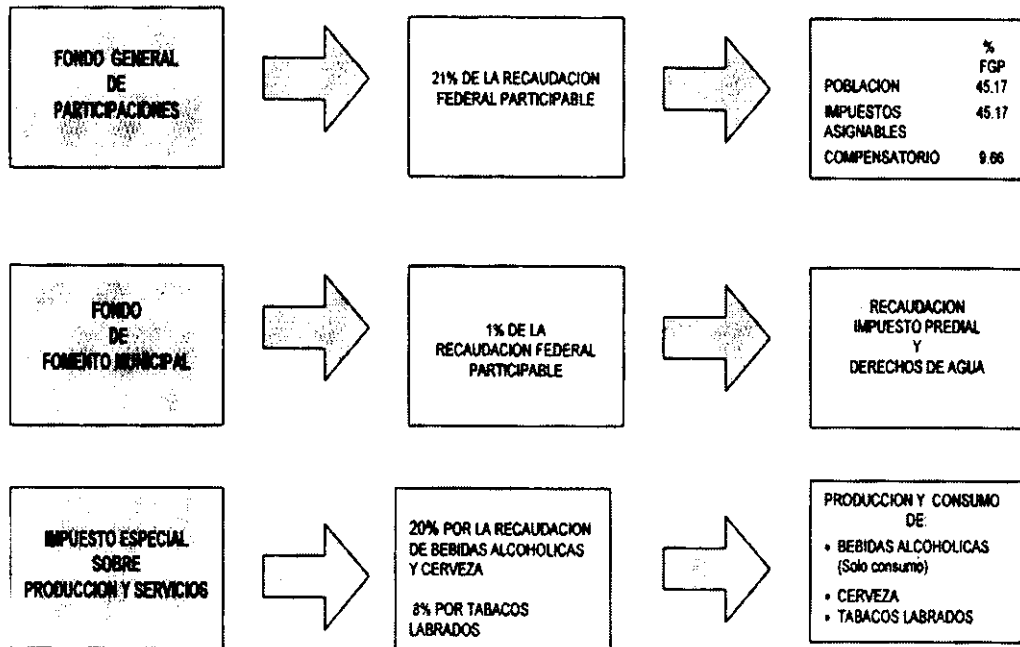 FONDO GENERAL
DE
PARTICIPACIONES
21% DE LA RECAUDACION
FEDERAL PARTICIPABLE
%
FGP
POBLACION 45.17
IMPUESTOS 45.17
ASIGNABLES
COMPENSATORIO 9.66
FONDO
DE
FOMENTO MUNICIPAL
1% DE LA
RECAUDACION FEDERAL
PARTICIPABLE
RECAUDACION
IMPUESTO PREDIAL
Y
DERECHOS DE AGUA
IMPUESTO ESPECIAL
SOBRE
PRODUCCION Y SERVICIOS
20% POR LA RECAUDACION
DE BEBIDAS ALCOHOLICAS
Y CERVEZA
8% POR TABACOS
LABRADOS
PRODUCCION Y CONSUMO
DE:
• BEBIDAS ALCOHOLICAS
(Solo consumo)
• CERVEZA
• TABACOS LABRADOS